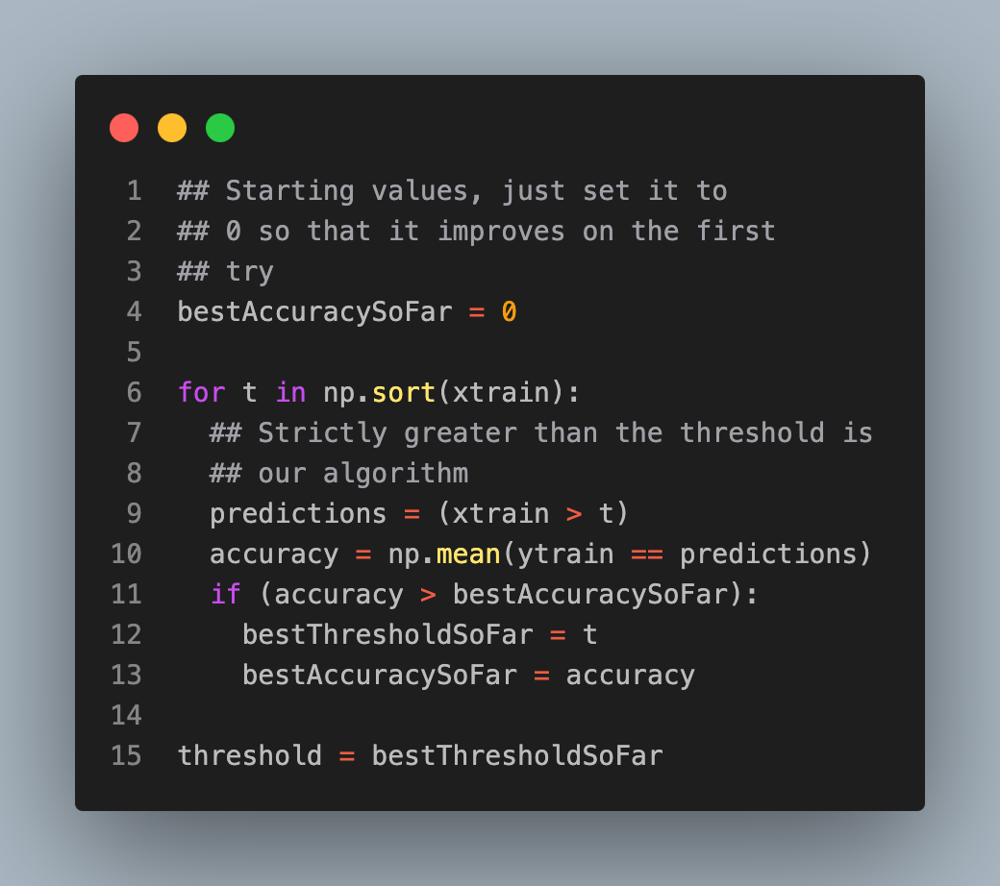 1 ## Starting values, just set it to
2 ## 0 so that it improves on the first
3 ## try
4 bestAccuracySoFar = 0
5
6 for t in np.sort(xtrain):
7   ## Strictly greater than the threshold is
8   ## our algorithm
9   predictions = (xtrain > t)
10   accuracy = np.mean(ytrain == predictions)
11   if (accuracy > bestAccuracySoFar):
12     bestThresholdSoFar = t
13     bestAccuracySoFar = accuracy
14
15 threshold = bestThresholdSoFar